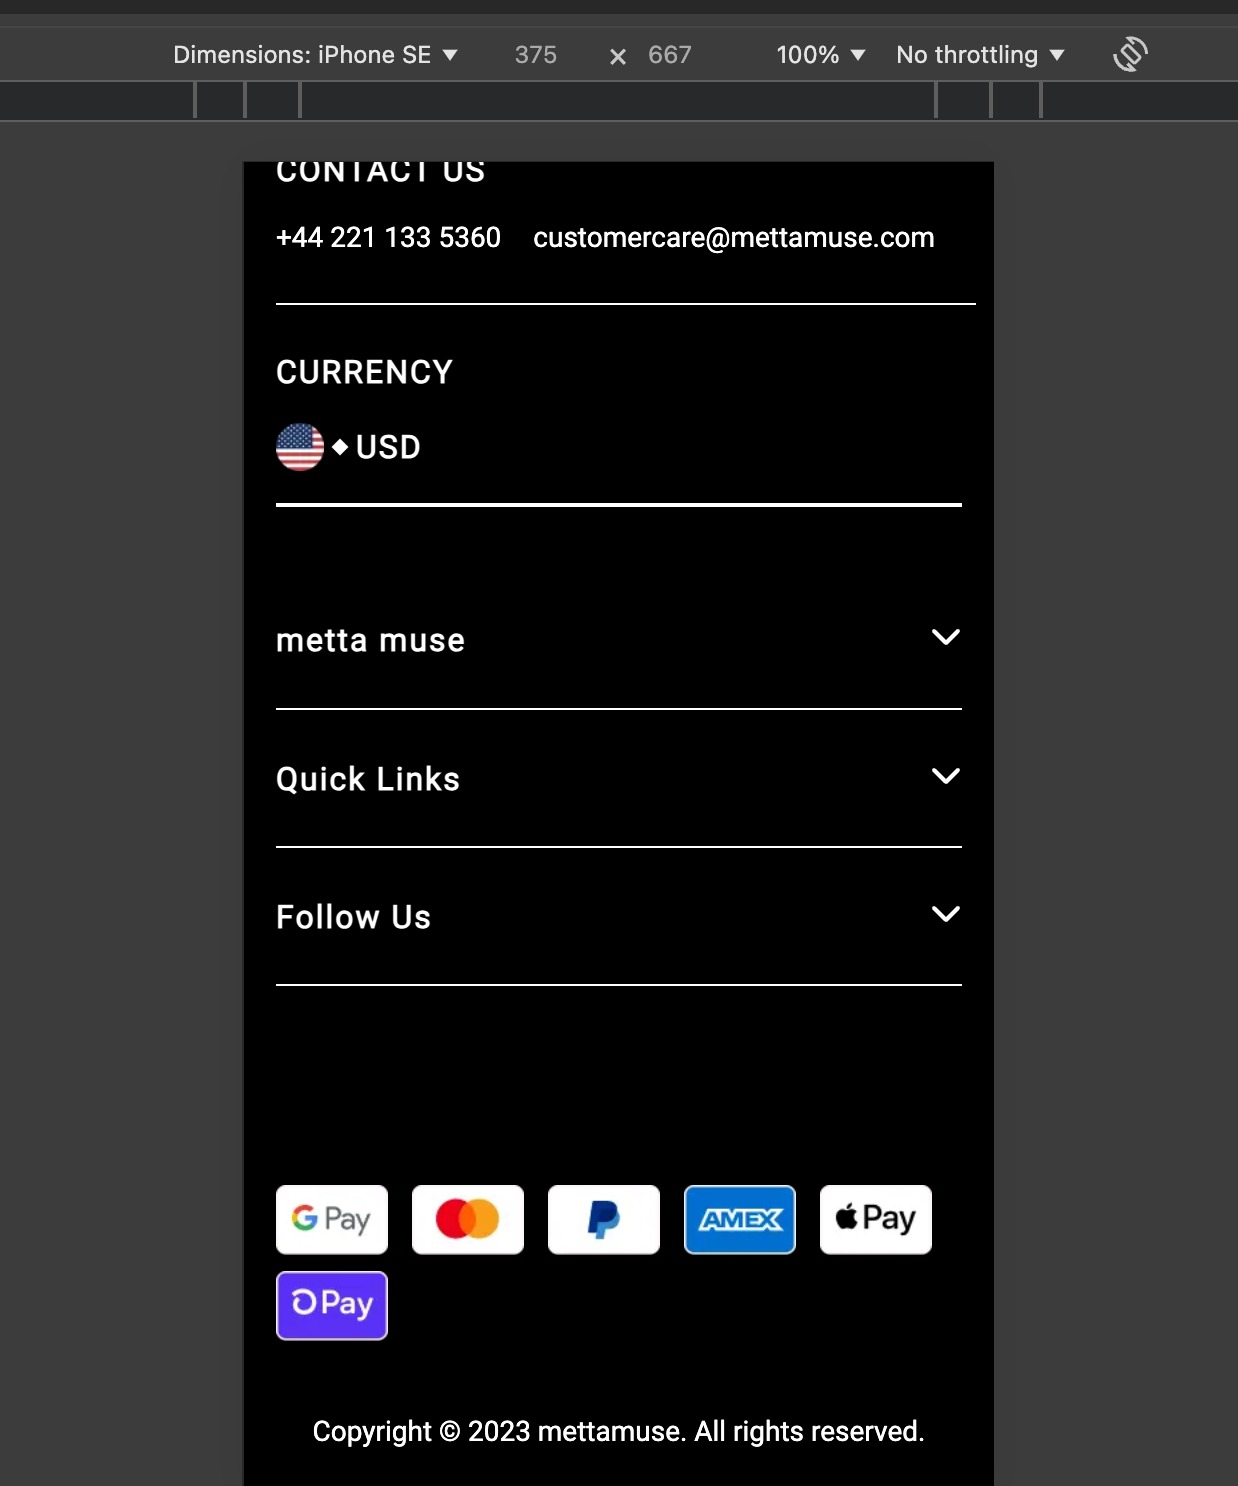 Dimensions: iPhone SE ▼ 375 × 667 100% ▼ No throttling ▼
CONTACT US
+44 221 133 5360 customercare@mettamuse.com
CURRENCY
USD
metta muse
Quick Links
Follow Us
G Pay AMEX Pay
Pay
Copyright © 2023 mettamuse. All rights reserved.